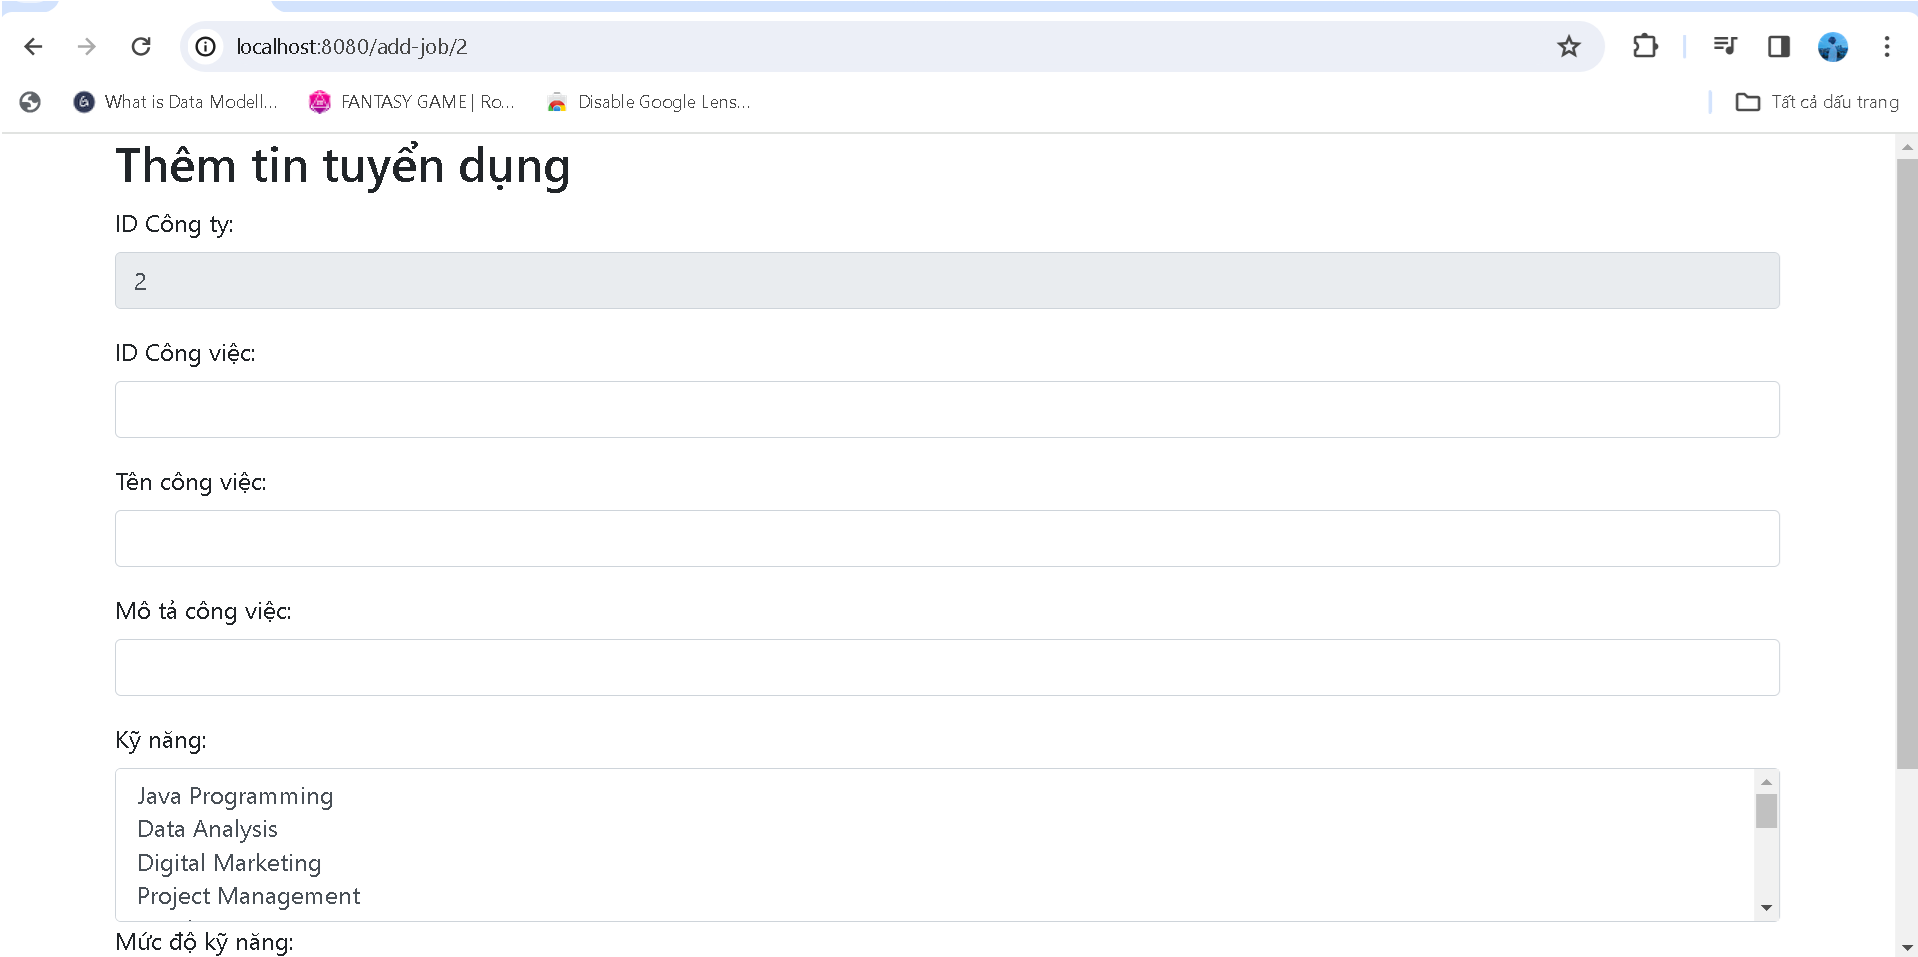 localhost:8080/add-job/2
What is Data Modell... FANTASY GAME | Ro... Disable Google Lens... Tất cả dấu trang
Thêm tin tuyển dụng
ID Công ty:
2
ID Công việc:
Tên công việc:
Mô tả công việc:
Kỹ năng:
Java Programming
Data Analysis
Digital Marketing
Project Management
Mức độ kỹ năng: